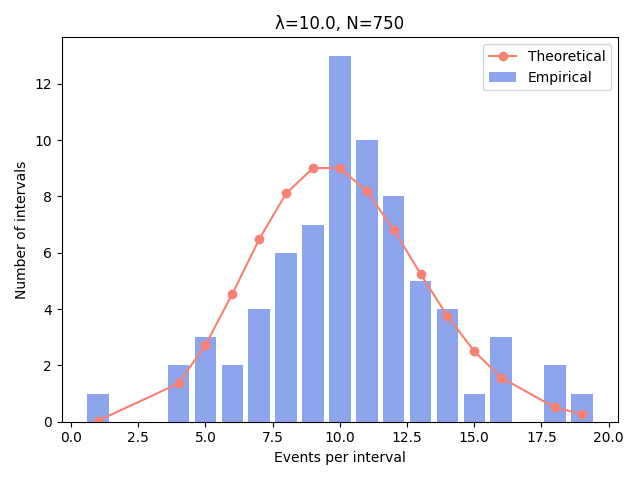 λ=10.0, N=750
Theoretical
Empirical
Number of intervals
12
10
8
6
4
2
0
0.0 2.5 5.0 7.5 10.0 12.5 15.0 17.5 20.0
Events per interval